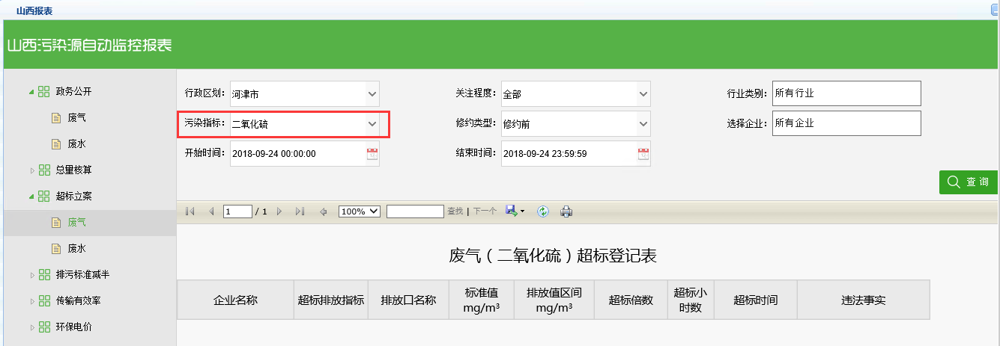 山西报表
山西污染源自动监控报表
政务公开
废气
废水
总量核算
超标立案
废气
废水
排污标准减半
传输有效率
环保电价
行政区划： 河津市 关注程度： 全部 行业类别： 所有行业
污染指标： 二氧化硫 修约类型： 修约前 选择企业： 所有企业
开始时间： 2018-09-24 00:00:00 结束时间： 2018-09-24 23:59:59
查 询
1 / 1 100% 查找 | 下一个
废气（二氧化硫）超标登记表
企业名称 超标排放指标 排放口名称 标准值 mg/m³ 排放值区间 mg/m³ 超标倍数 超标小时数 超标时间 违法事实